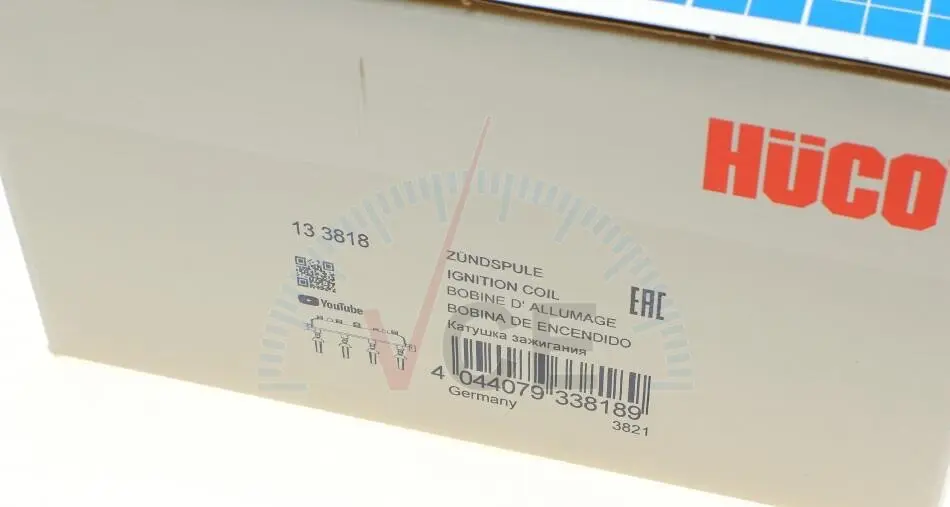 HÜCO
13 3818
YouTube
ZÜNDSPULE
IGNITION COIL
BOBINE D' ALLUMAGE
BOBINA DE ENCENDIDO
Катушка зажигания
EAC
4 044079 338189
Germany
3821